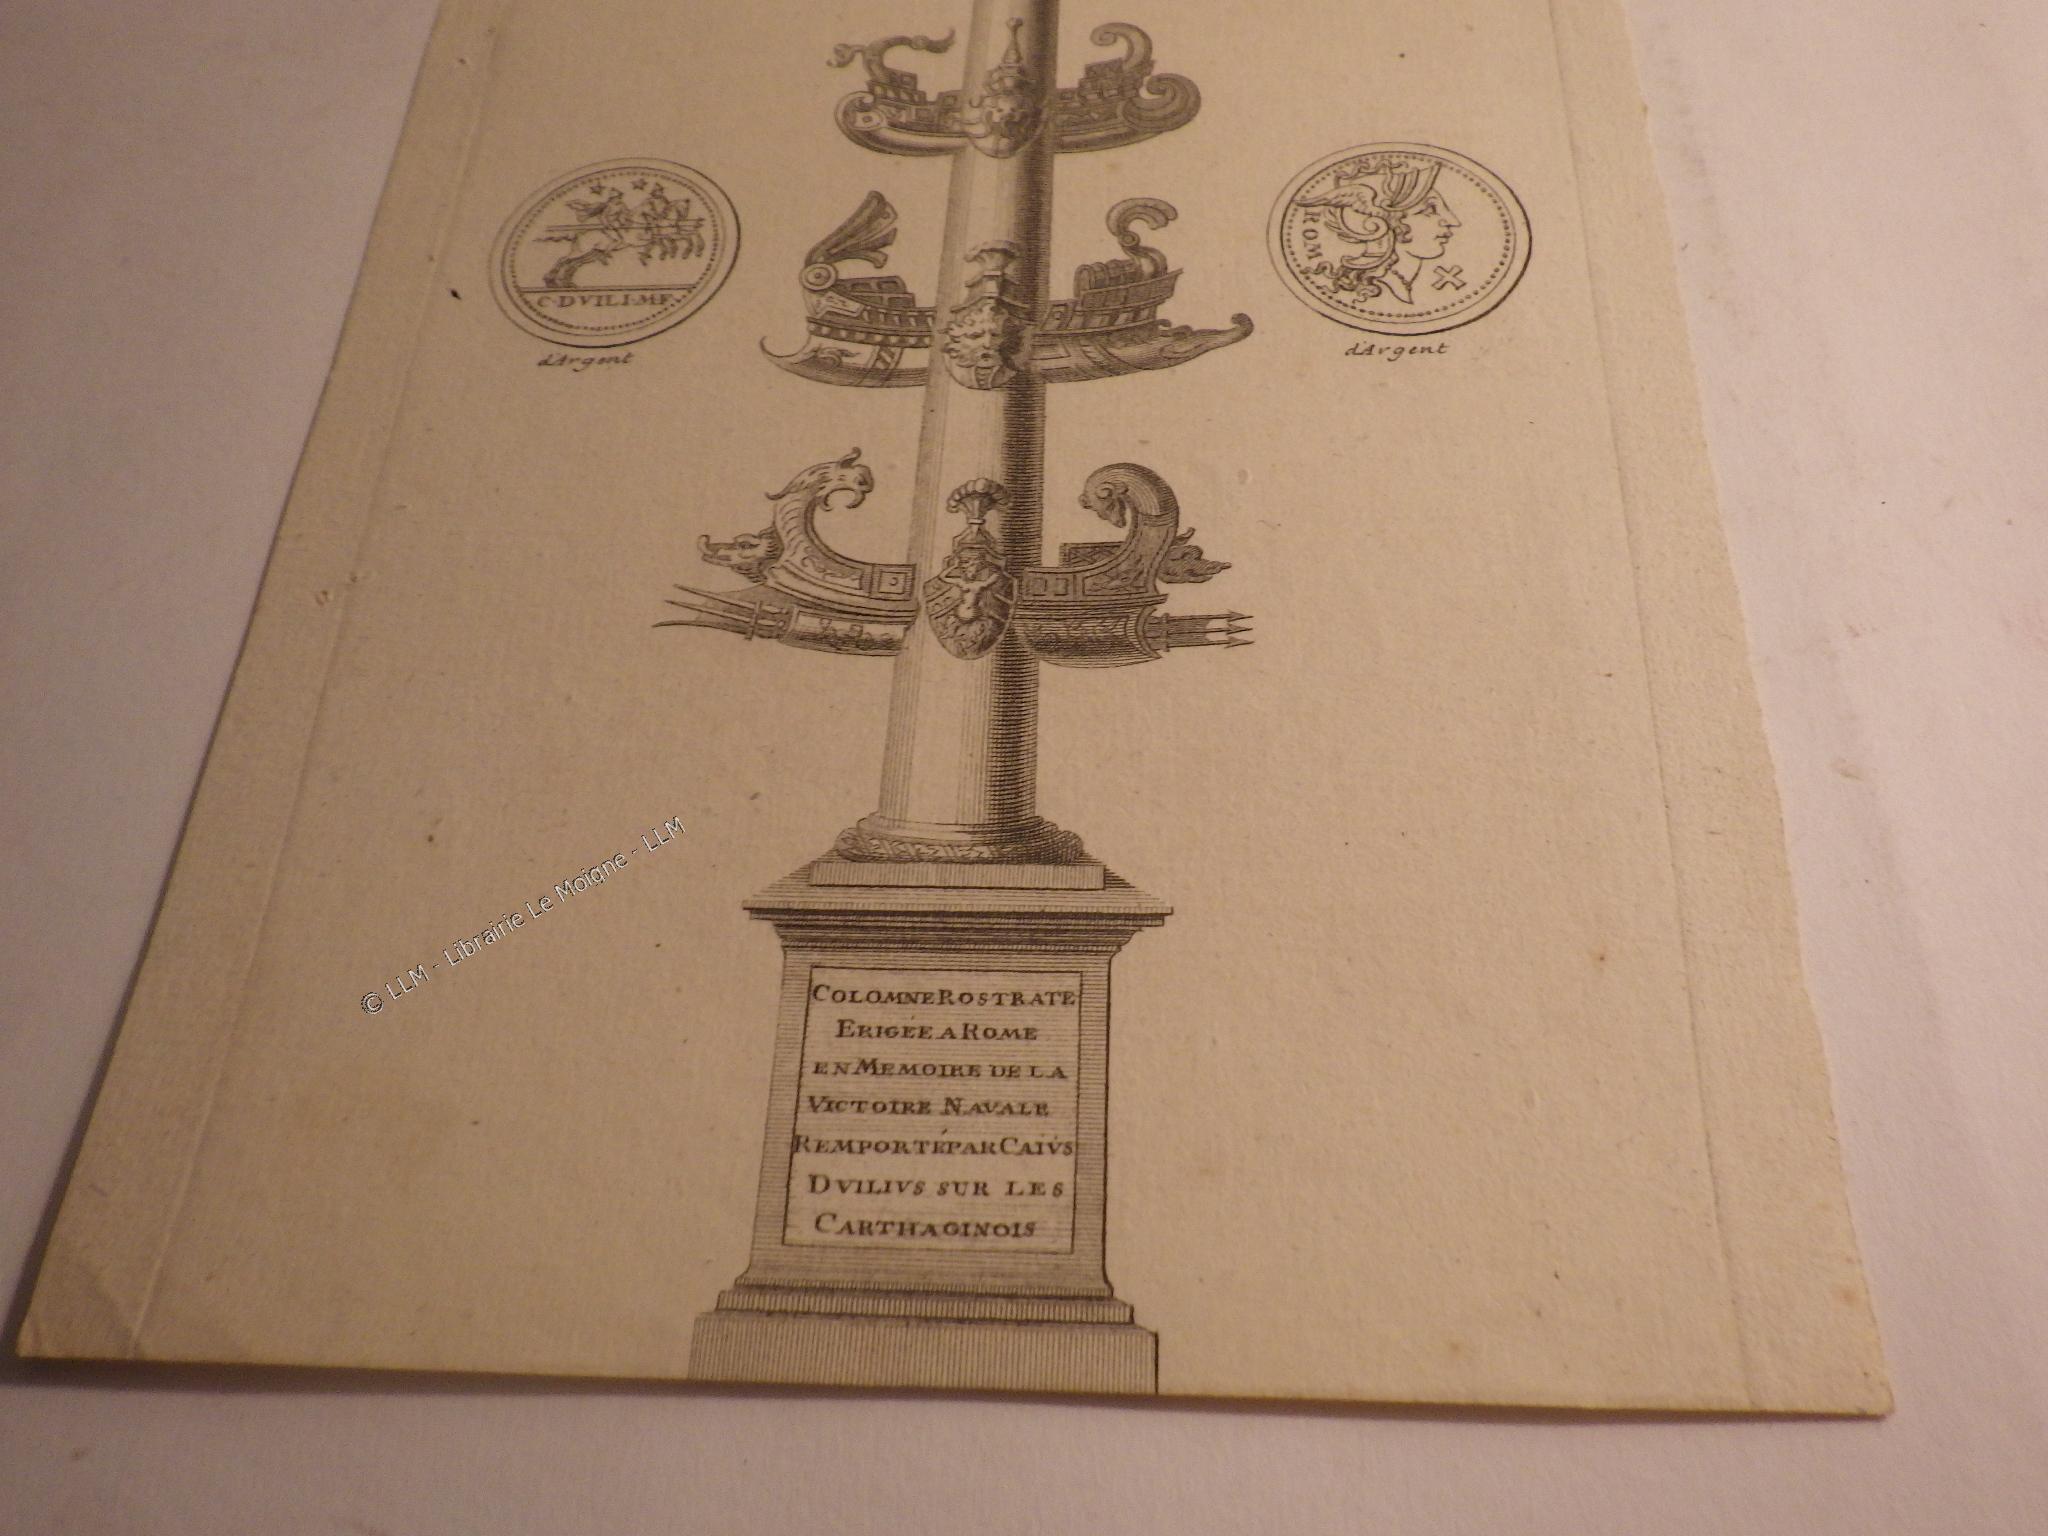 ROM
C·DVILI·M·F·
d'Argent
d'Argent
COLOMNE ROSTRATE
ERIGÉE A ROME
EN MEMOIRE DE LA
VICTOIRE NAVALE
REMPORTÉ PAR CAIVS
DVILIVS SUR LES
CARTHAGINOIS
© LLM - Librairie Le Moigne - LLM